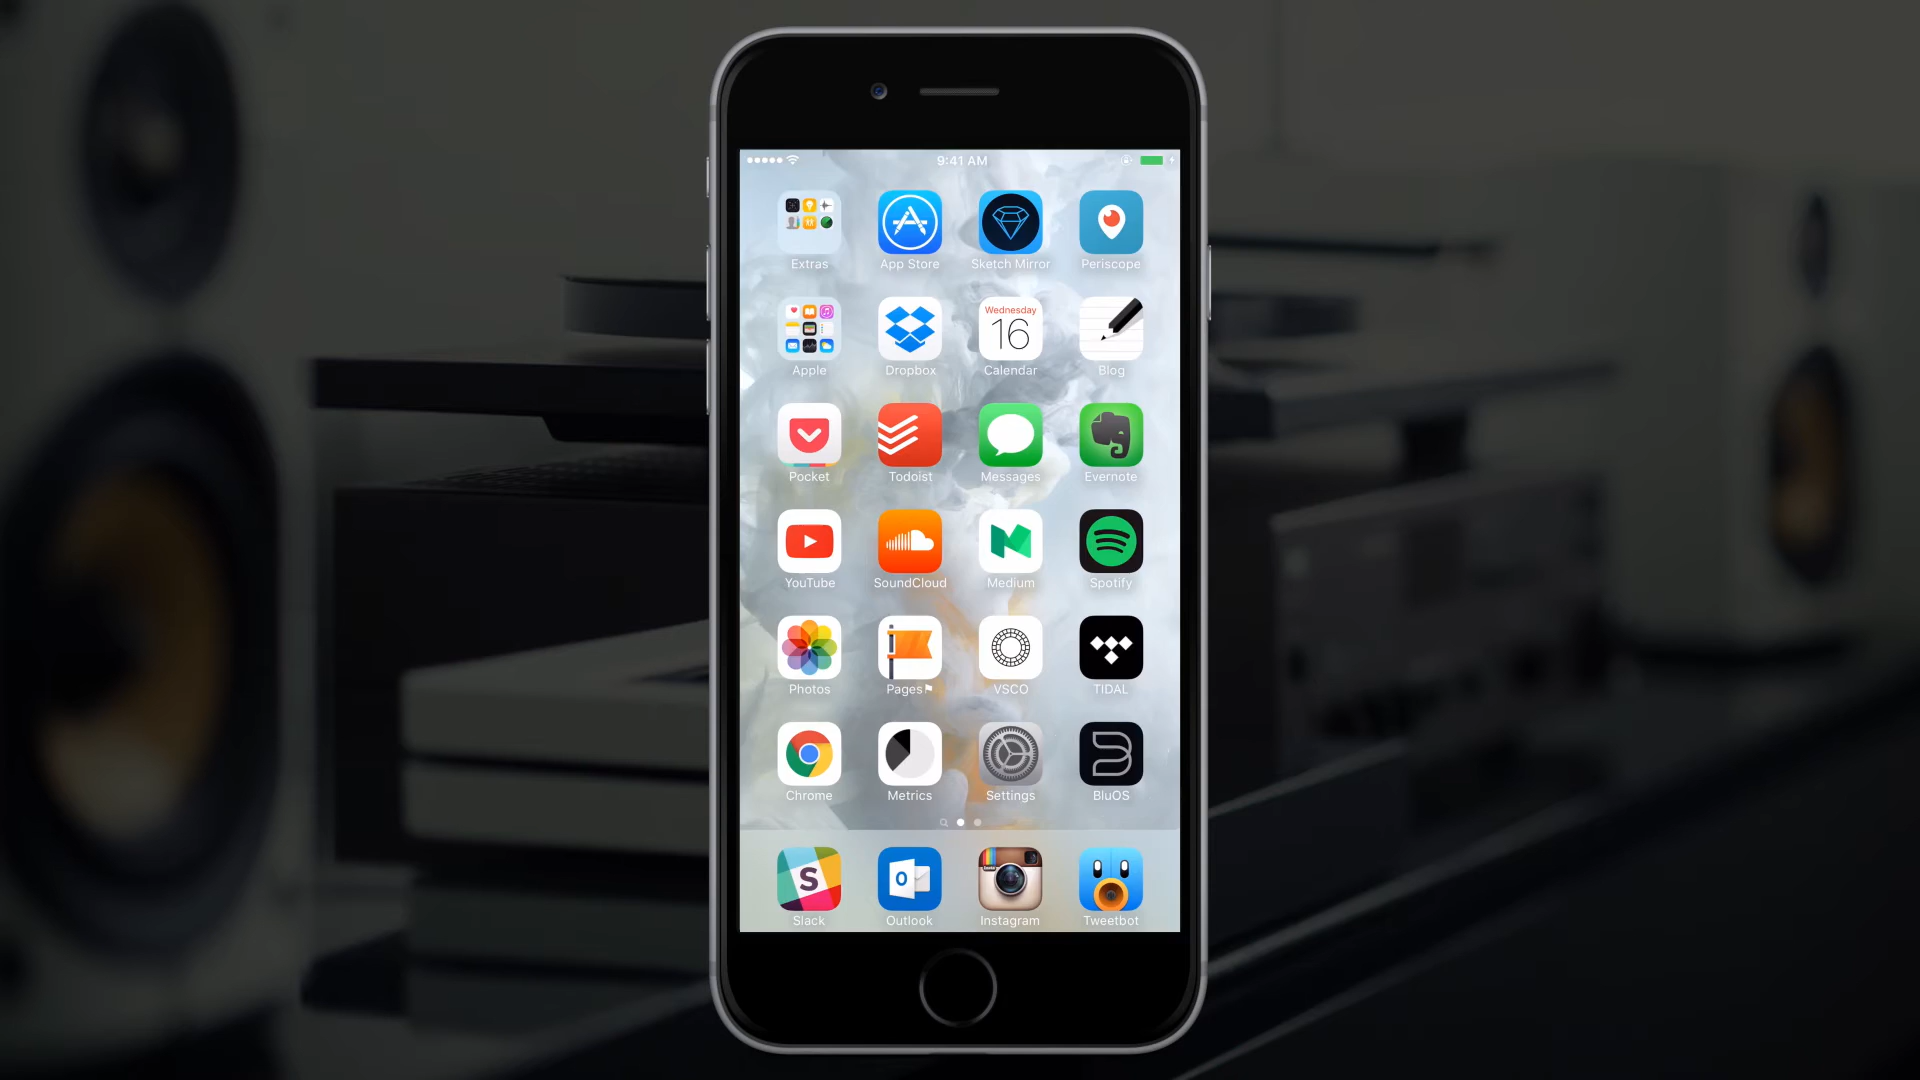 9:41 AM
Extras
App Store
Sketch Mirror
Periscope
Apple
Dropbox
Wednesday
16
Calendar
Blog
Pocket
Todoist
Messages
Evernote
YouTube
SoundCloud
Medium
Spotify
Photos
Pages
VSCO
TIDAL
Chrome
Metrics
Settings
BluOS
S
Slack
O
Outlook
Instagram
Tweetbot